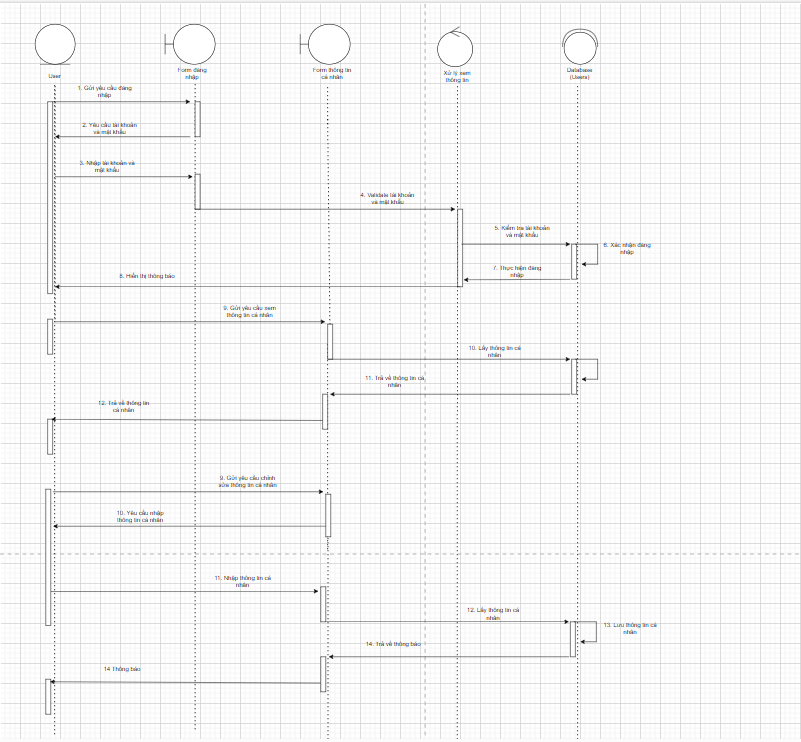 User
Form đăng
nhập
Form thông tin
cá nhân
Xử lý xem
thông tin
Database
(Users)
1. Gửi yêu cầu đăng
nhập
2. Yêu cầu tài khoản
và mật khẩu
3. Nhập tài khoản và
mật khẩu
4. Validate tài khoản
và mật khẩu
5. Kiểm tra tài khoản
và mật khẩu
6. Xác nhận đăng
nhập
7. Thực hiện đăng
nhập
8. Hiển thị thông báo
9. Gửi yêu cầu xem
thông tin cá nhân
10. Lấy thông tin cá
nhân
11. Trả về thông tin cá
nhân
12. Trả về thông tin
cá nhân
9. Gửi yêu cầu chỉnh
sửa thông tin cá nhân
10. Yêu cầu nhập
thông tin cá nhân
11. Nhập thông tin cá
nhân
12. Lấy thông tin cá
nhân
13. Lưu thông tin cá
nhân
14. Trả về thông báo
14 Thông báo